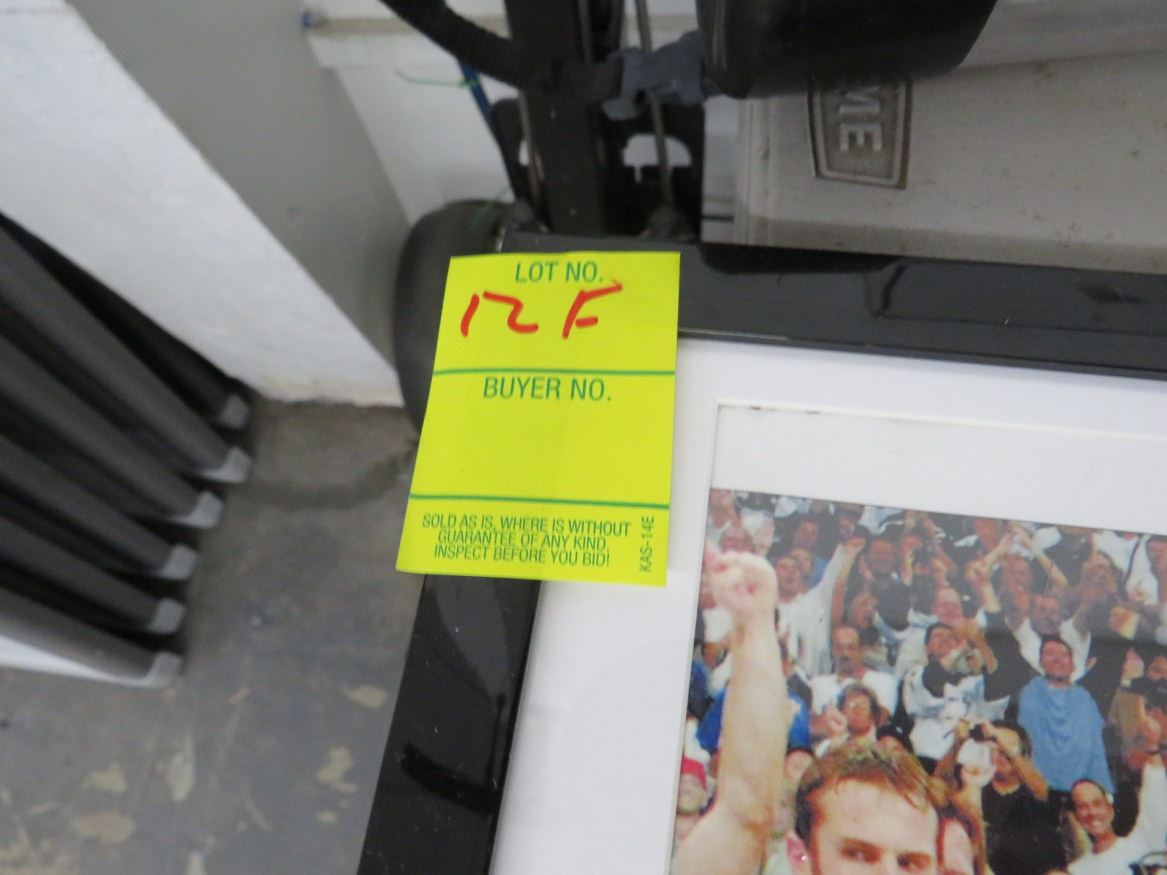 LOT NO.
12 F
BUYER NO.
SOLD AS IS, WHERE IS WITHOUT
GUARANTEE OF ANY KIND,
INSPECT BEFORE YOU BID!
KAS-14E
ME